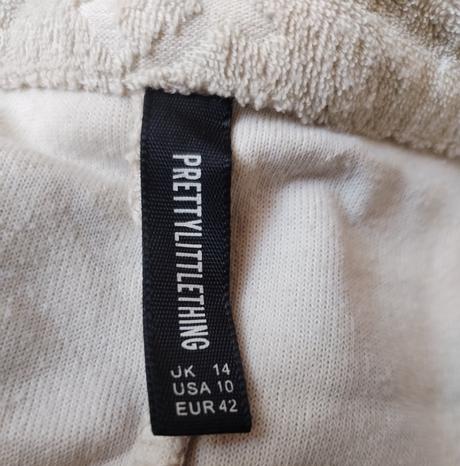 PRETTYLITTLETHING
UK 14
USA 10
EUR 42